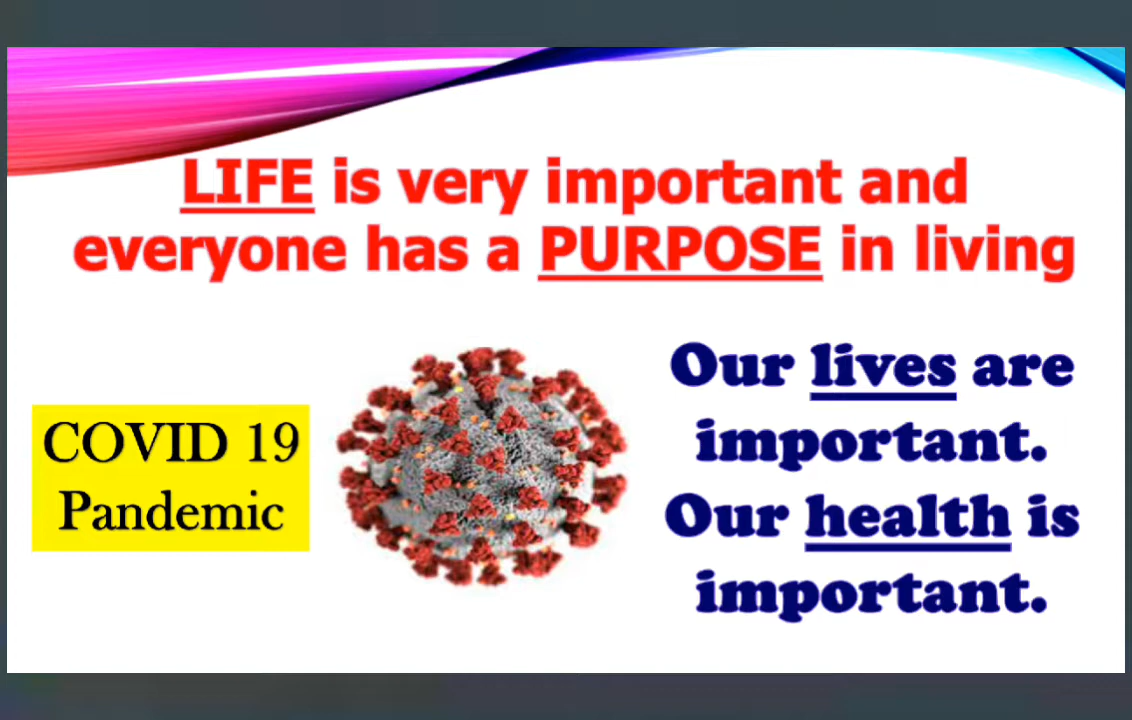 LIFE is very important and
everyone has a PURPOSE in living
COVID 19
Pandemic
Our lives are
important.
Our health is
important.